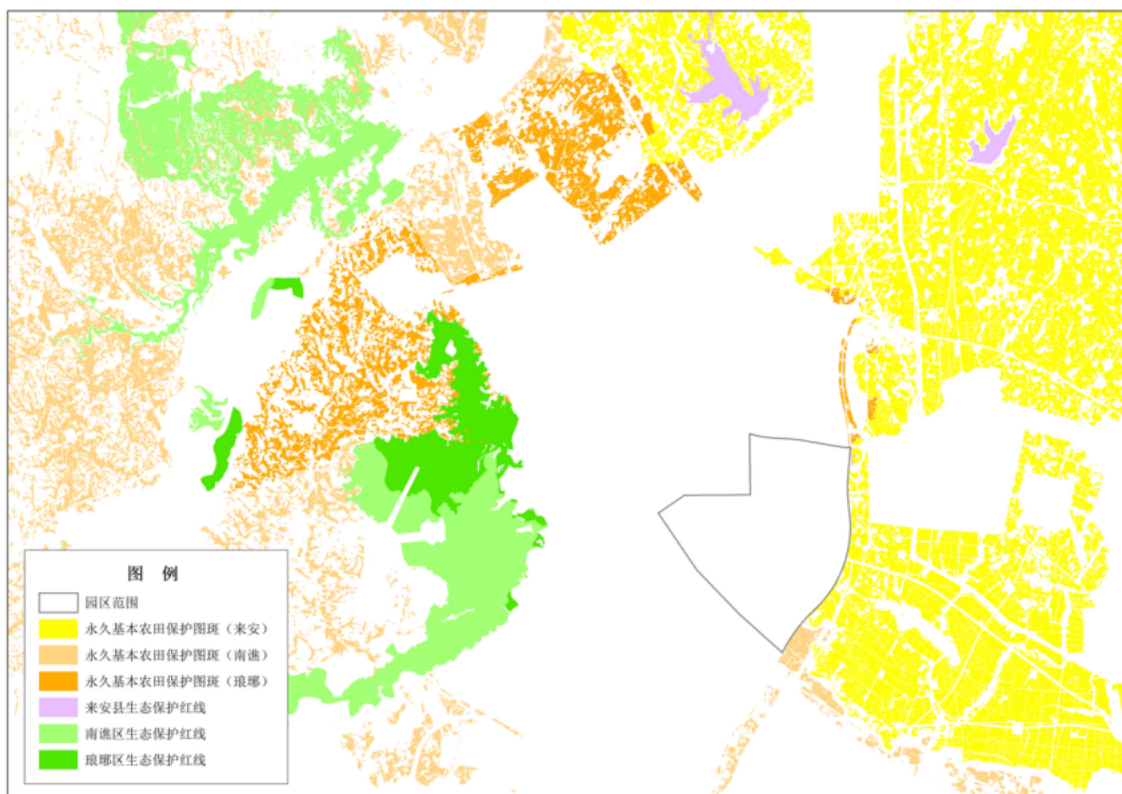 图 例
园区范围
永久基本农田保护图斑（来安）
永久基本农田保护图斑（南谯）
永久基本农田保护图斑（琅琊）
来安县生态保护红线
南谯区生态保护红线
琅琊区生态保护红线